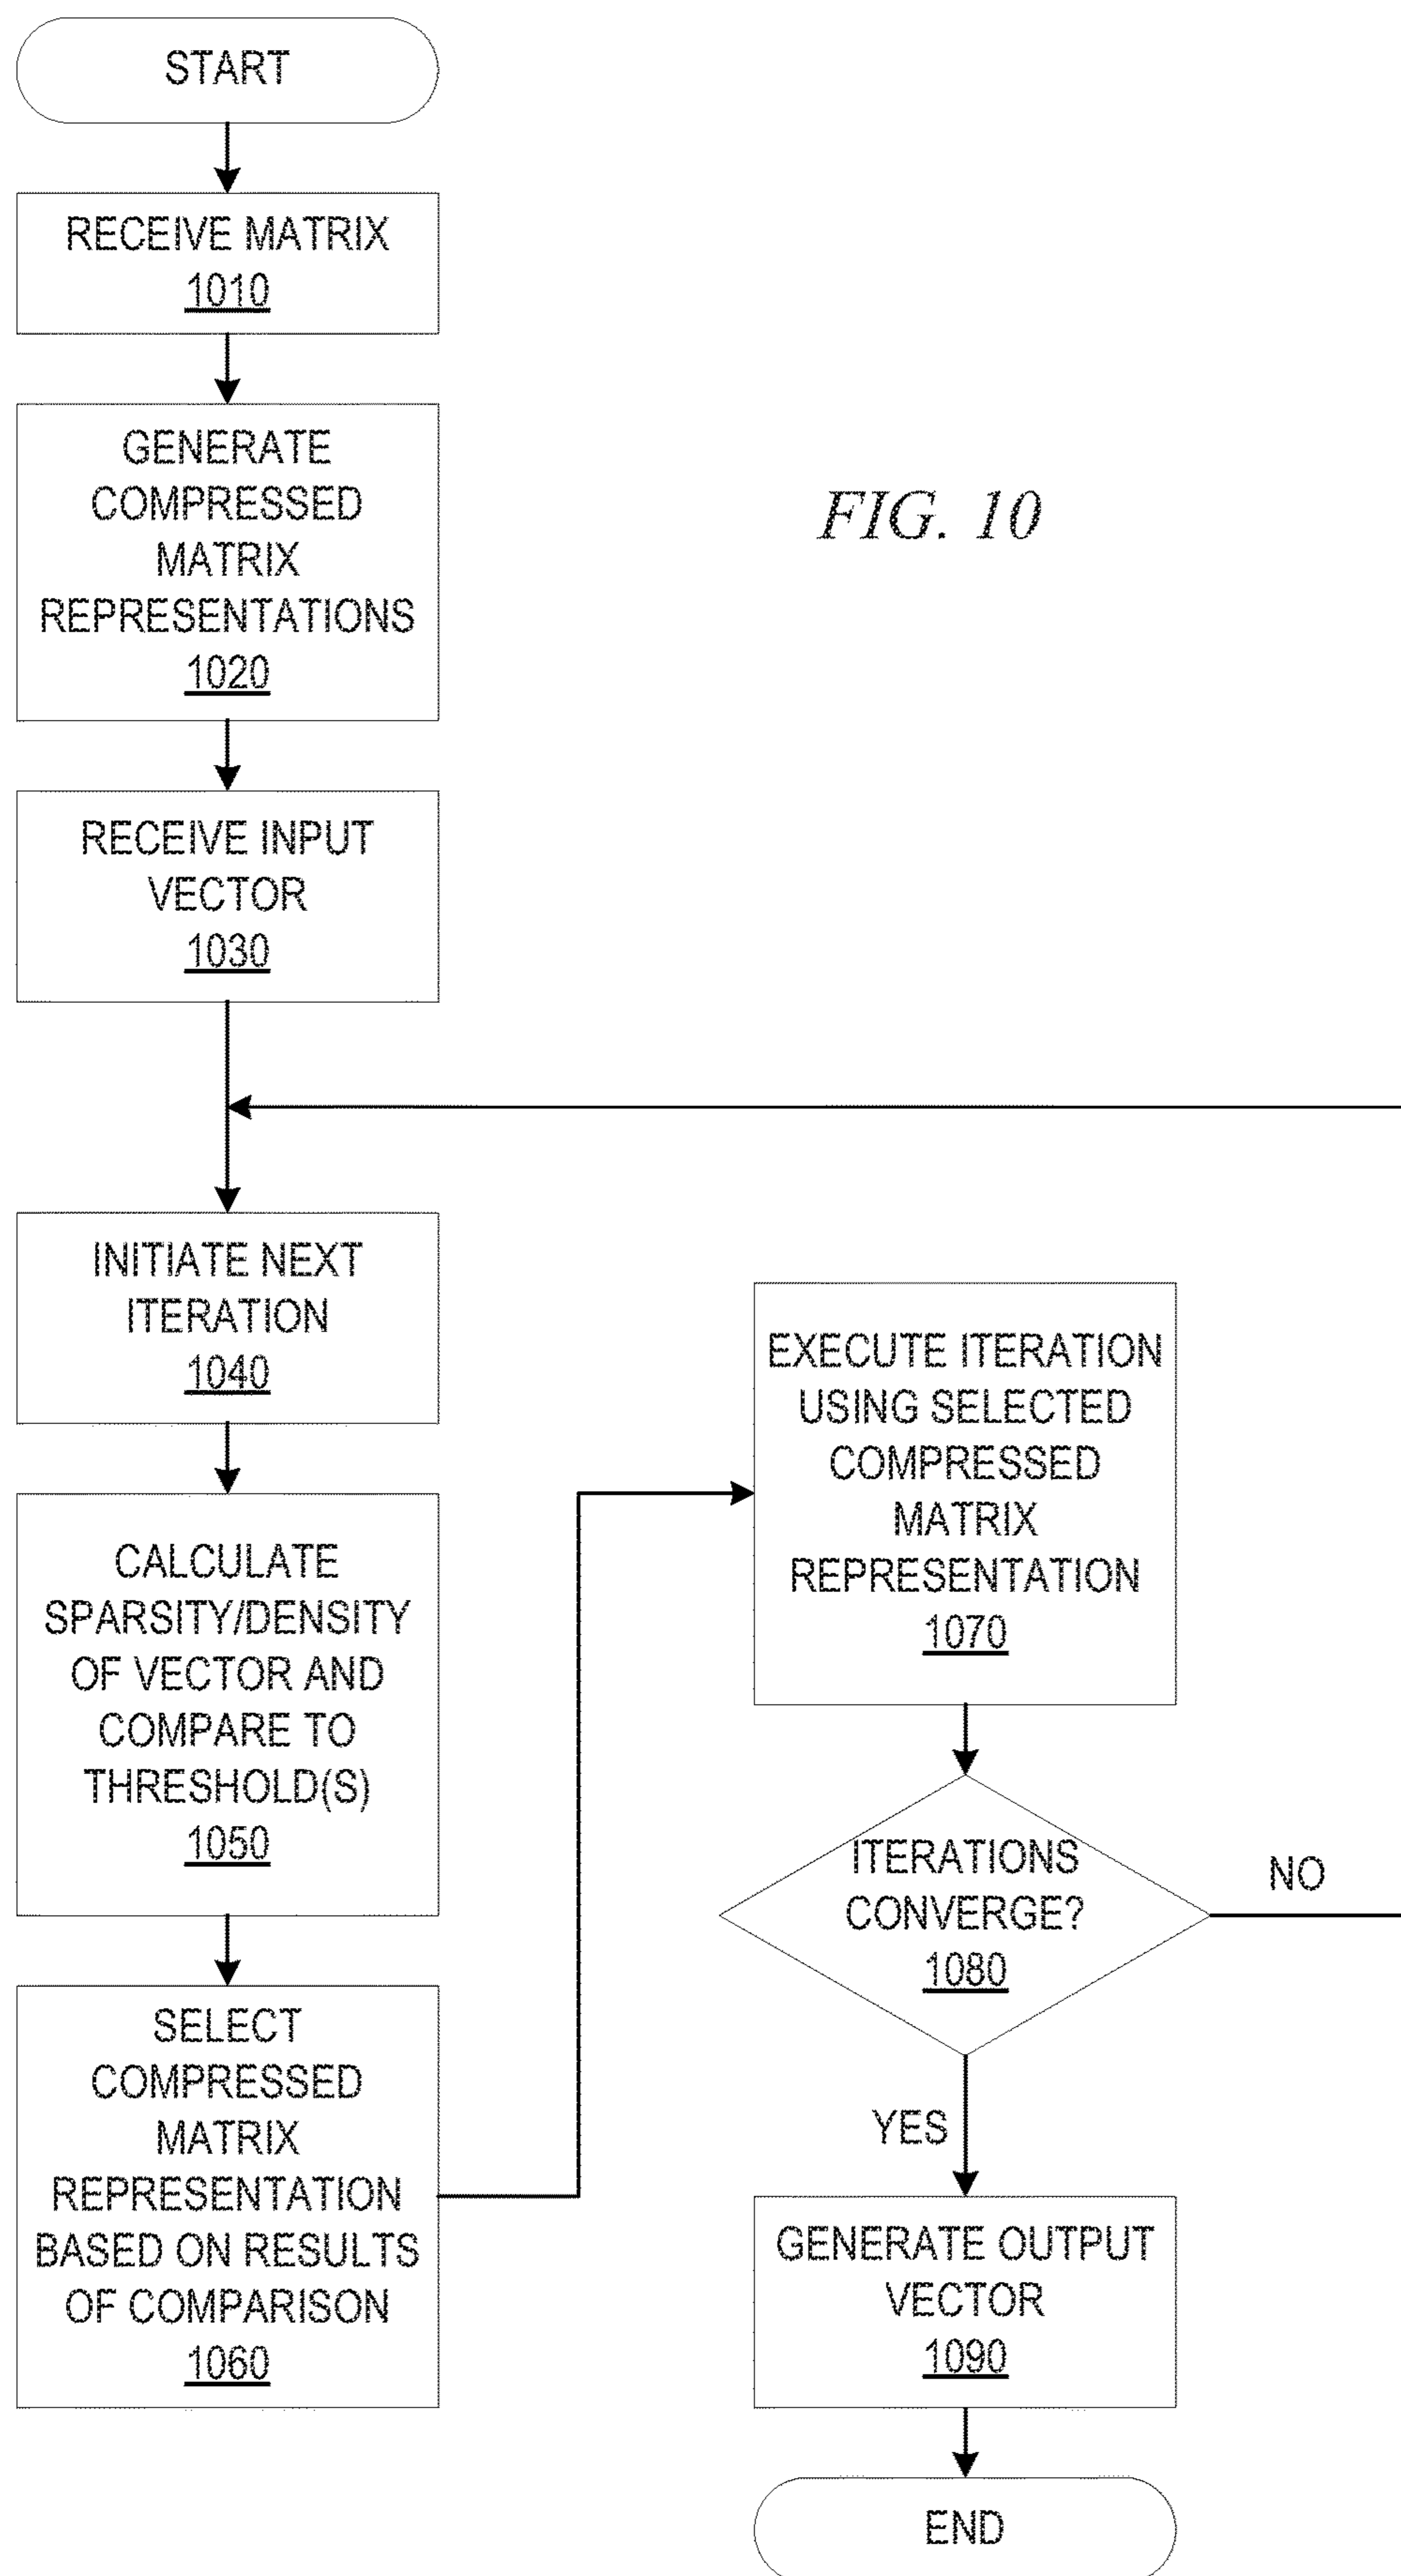 START
RECEIVE MATRIX
1010
GENERATE
COMPRESSED
MATRIX
REPRESENTATIONS
1020
FIG. 10
RECEIVE INPUT
VECTOR
1030
INITIATE NEXT
ITERATION
1040
CALCULATE
SPARSITY/DENSITY
OF VECTOR AND
COMPARE TO
THRESHOLD(S)
1050
SELECT
COMPRESSED
MATRIX
REPRESENTATION
BASED ON RESULTS
OF COMPARISON
1060
EXECUTE ITERATION
USING SELECTED
COMPRESSED
MATRIX
REPRESENTATION
1070
ITERATIONS
CONVERGE?
1080
NO
YES
GENERATE OUTPUT
VECTOR
1090
END